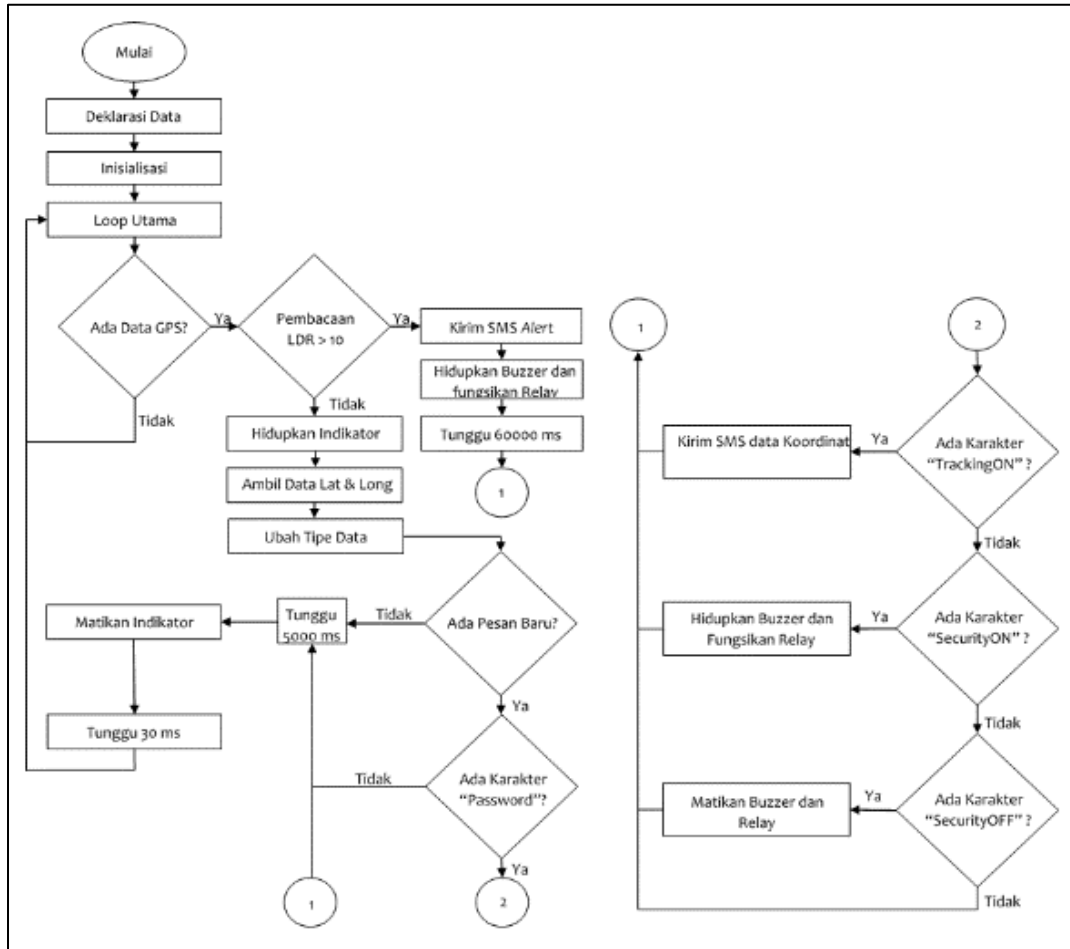 Mulai
Deklarasi Data
Inisialisasi
Loop Utama
Ada Data GPS?
Ya
Tidak
Pembacaan
LDR > 10
Ya
Tidak
Kirim SMS Alert
Hidupkan Buzzer dan
fungsikan Relay
Tunggu 60000 ms
1
Hidupkan Indikator
Ambil Data Lat & Long
Ubah Tipe Data
Ada Pesan Baru?
Tidak
Ya
Tunggu
5000 ms
Matikan Indikator
Tunggu 30 ms
Ada Karakter
“Password”?
Tidak
Ya
1
2
1
2
Ada Karakter
“TrackingON” ?
Ya
Kirim SMS data Koordinat
Tidak
Ada Karakter
“SecurityON” ?
Ya
Hidupkan Buzzer dan
Fungsikan Relay
Tidak
Ada Karakter
“SecurityOFF” ?
Ya
Matikan Buzzer dan
Relay
Tidak